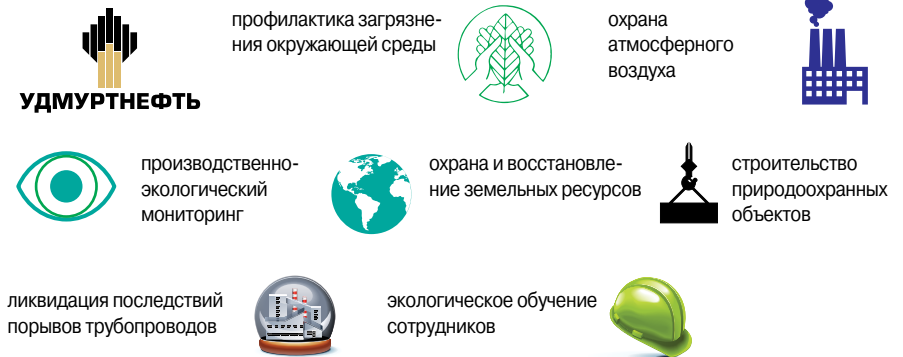 УДМУРТНЕФТЬ
профилактика загрязне-
ния окружающей среды
охрана
атмосферного
воздуха
производственно-
экологический
мониторинг
охрана и восстановле-
ние земельных ресурсов
строительство
природоохранных
объектов
ликвидация последствий
порывов трубопроводов
экологическое обучение
сотрудников